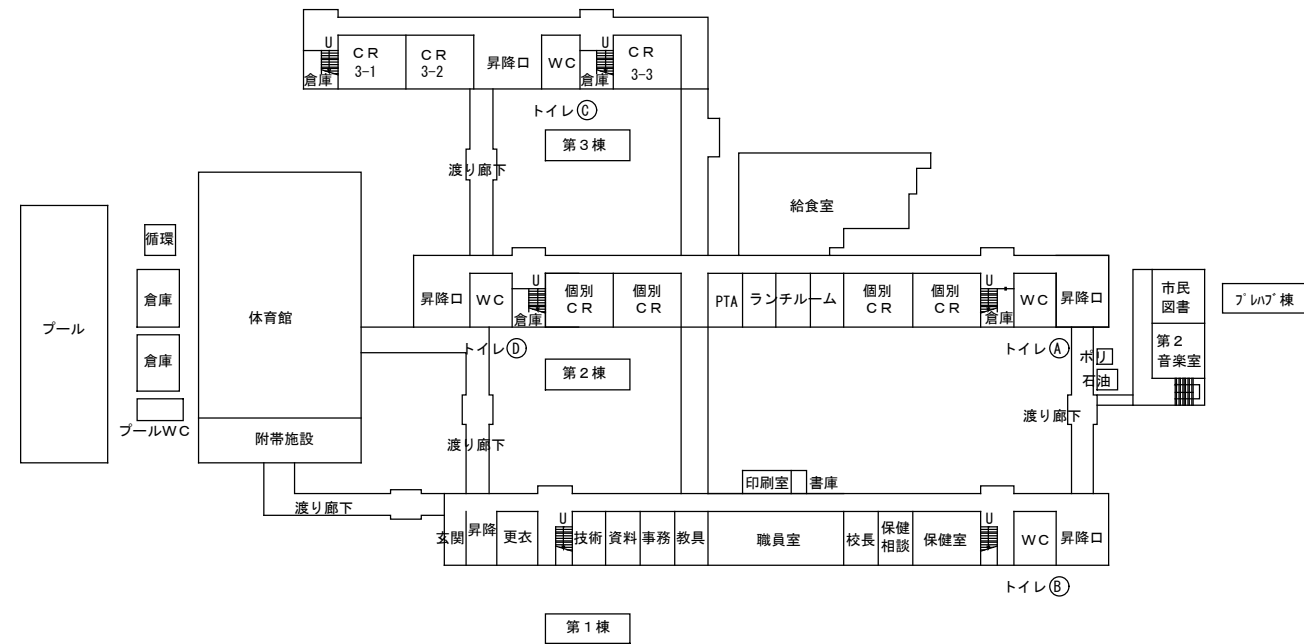 U
U
CR
3-1
CR
3-2
昇降口
WC
CR
3-3
倉庫
倉庫
トイレⒸ
第3棟
渡り廊下
給食室
循環
倉庫
体育館
プール
倉庫
プールWC
附帯施設
昇降口
WC
U
倉庫
個別
CR
個別
CR
PTA
ランチルーム
個別
CR
個別
CR
U
倉庫
WC
昇降口
市民
図書
プレハブ棟
第2
音楽室
トイレⒹ
トイレⒶ
ポリ
石油
第2棟
渡り廊下
渡り廊下
印刷室
書庫
渡り廊下
玄関
昇降
更衣
U
技術
資料
事務
教具
職員室
校長
保健
相談
保健室
U
WC
昇降口
トイレⒷ
第1棟